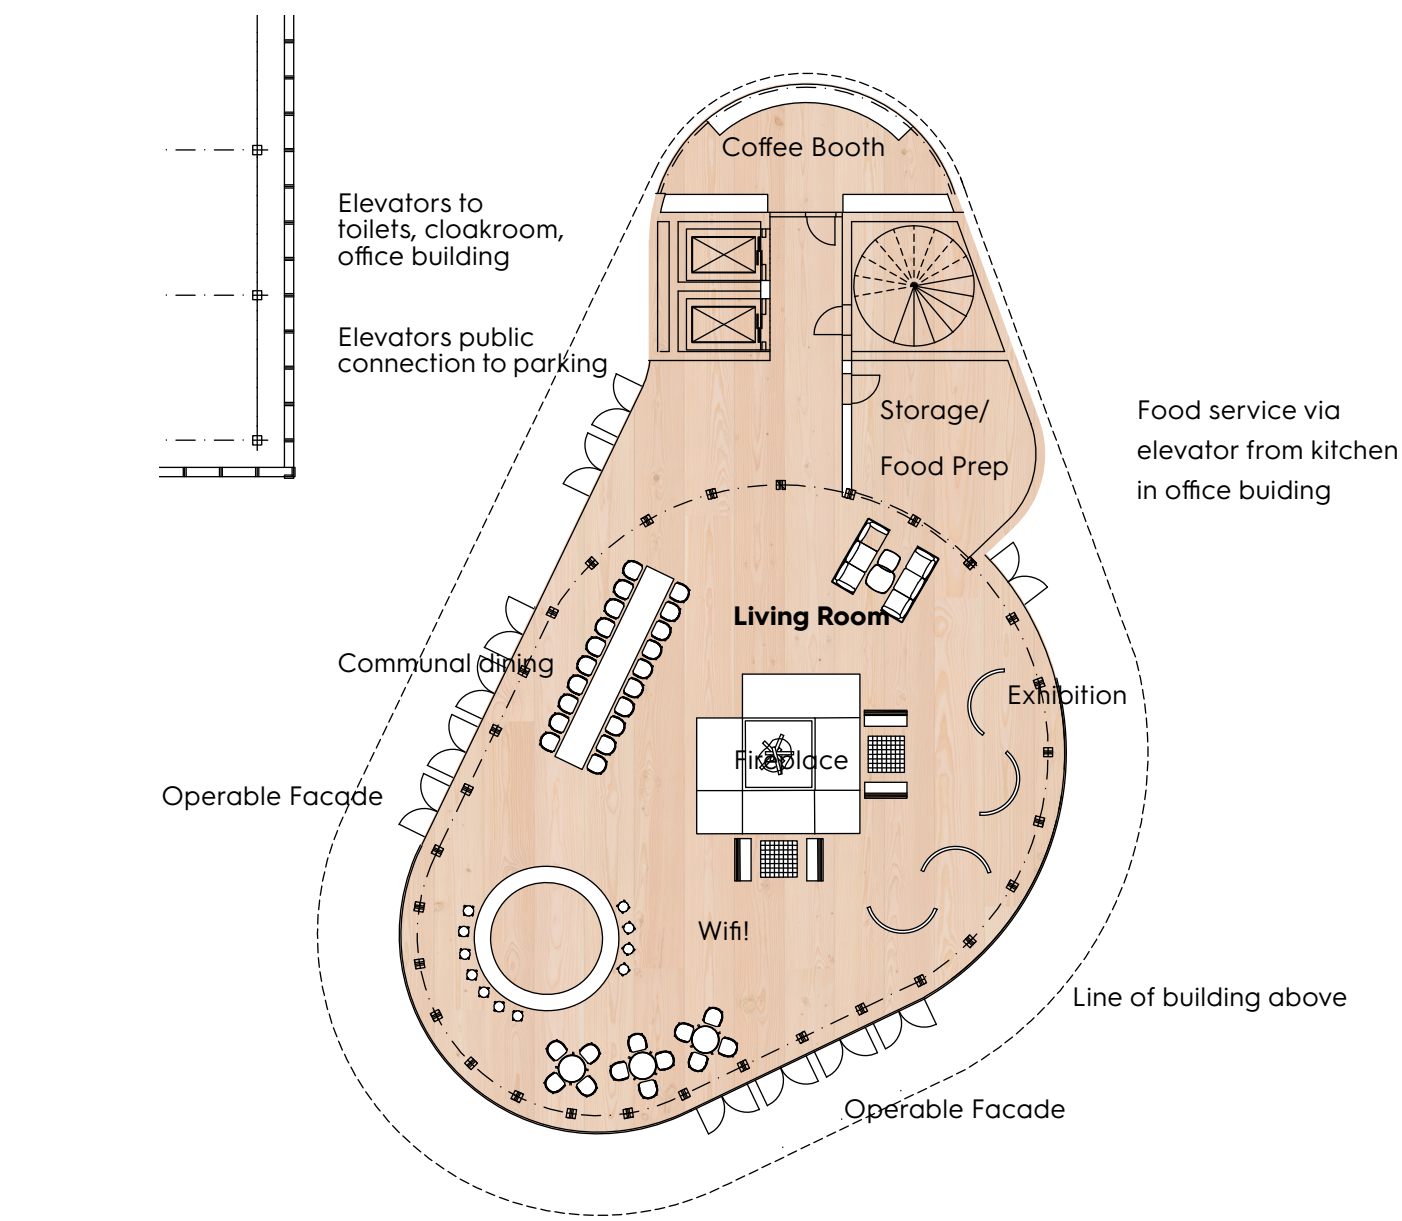 Coffee Booth
Elevators to
toilets, cloakroom,
office building
Elevators public
connection to parking
Storage/
Food Prep
Food service via
elevator from kitchen
in office buiding
Living Room
Communal dining
Exhibition
Fireplace
Operable Facade
Wifi!
Line of building above
Operable Facade